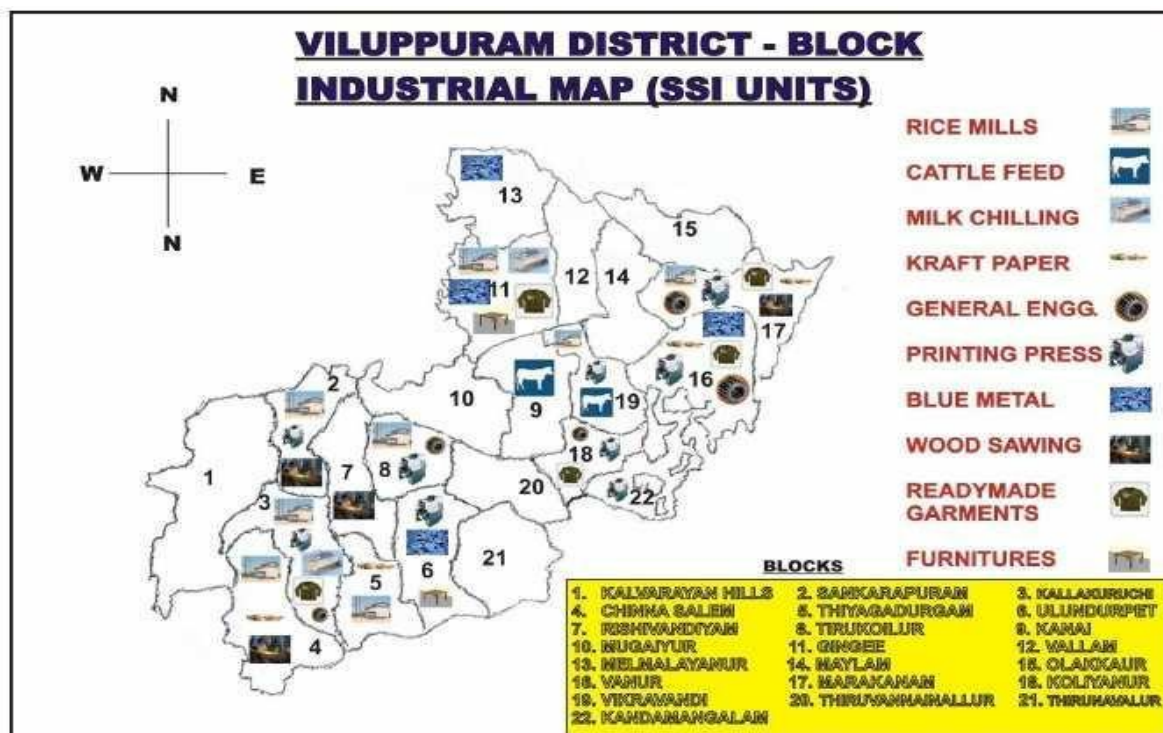 VILUPPURAM DISTRICT - BLOCK
INDUSTRIAL MAP (SSI UNITS)
N
W E
N
RICE MILLS
CATTLE FEED
MILK CHILLING
KRAFT PAPER
GENERAL ENGG.
PRINTING PRESS
BLUE METAL
WOOD SAWING
READYMADE
GARMENTS
FURNITURES
13
15
12
14
11
17
2
16
10
9
19
18
1
7
8
20
22
3
21
6
5
4
BLOCKS
1. KALVARAYAN HILLS 2. SANKARAPURAM 3. KALLAKURUCHI
4. CHINNA SALEM 5. THIYAGADURGAM 6. ULUNDURPET
7. RISHIVANDIYAM 8. TIRUKOILUR 9. KANAI
10. MUGAIYUR 11. GINGEE 12. VALLAM
13. MELMALAYANUR 14. MAYLAM 15. OLAKKAUR
16. VANUR 17. MARAKANAM 18. KOLIYANUR
19. VIKRAVANDI 20. THIRUVANNAINALLUR 21. THIRUNAVALUR
22. KANDAMANGALAM